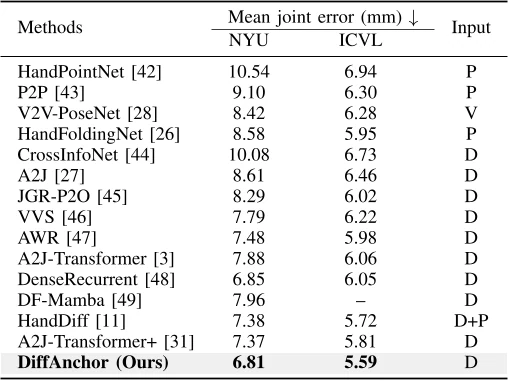 Methods Mean joint error (mm) ↓ Input
NYU ICVL
HandPointNet [42] 10.54 6.94 P
P2P [43] 9.10 6.30 P
V2V-PoseNet [28] 8.42 6.28 V
HandFoldingNet [26] 8.58 5.95 P
CrossInfoNet [44] 10.08 6.73 D
A2J [27] 8.61 6.46 D
JGR-P2O [45] 8.29 6.02 D
VVS [46] 7.79 6.22 D
AWR [47] 7.48 5.98 D
A2J-Transformer [3] 7.88 6.06 D
DenseRecurrent [48] 6.85 6.05 D
DF-Mamba [49] 7.96 – D
HandDiff [11] 7.38 5.72 D+P
A2J-Transformer+ [31] 7.37 5.81 D
DiffAnchor (Ours) 6.81 5.59 D